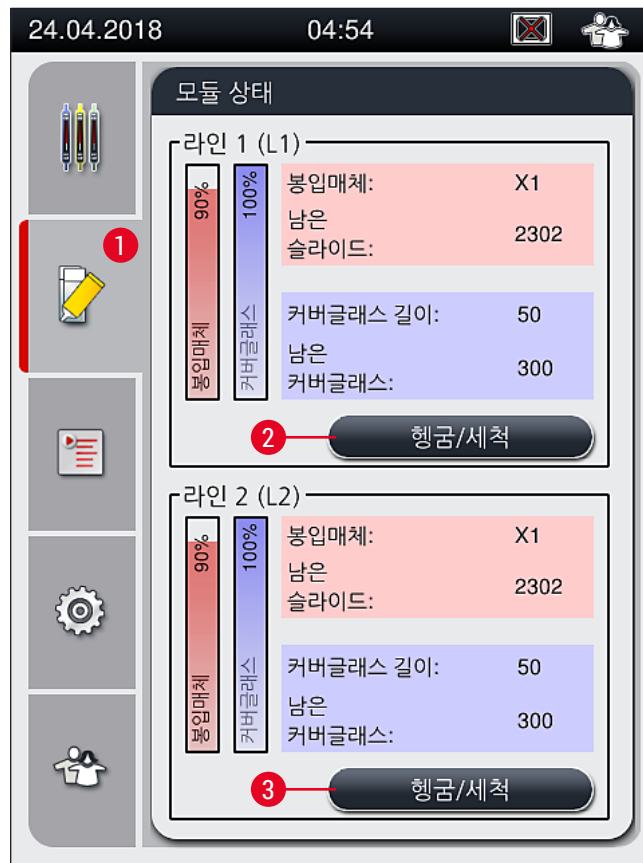 24.04.2018 04:54
모듈 상태
1
라인 1 (L1)
90% 봉입매체
100% 커버글래스
봉입매체: X1
남은
슬라이드: 2302
커버글래스 길이: 50
남은
커버글래스: 300
2 헹굼/세척
라인 2 (L2)
90% 봉입매체
100% 커버글래스
봉입매체: X1
남은
슬라이드: 2302
커버글래스 길이: 50
남은
커버글래스: 300
3 헹굼/세척